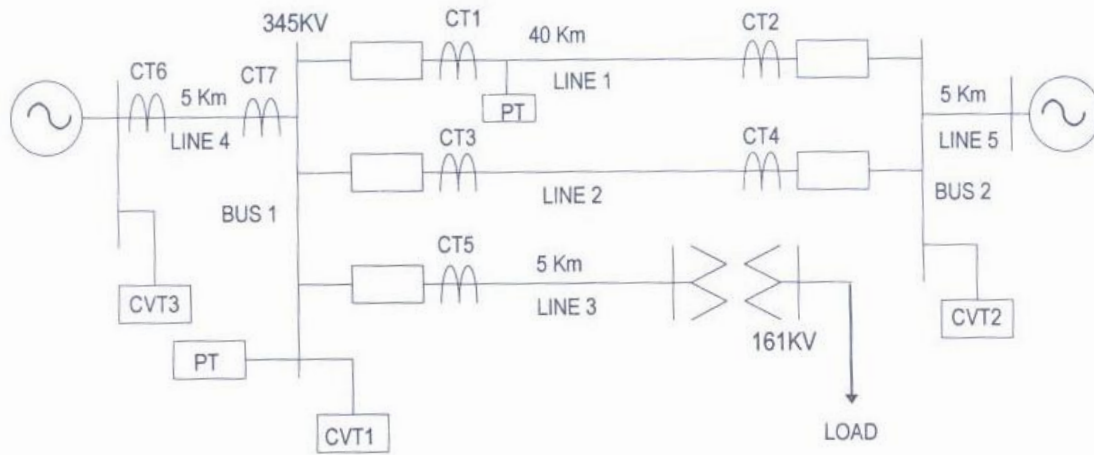 345KV
CT1
40 Km
CT2
LINE 1
PT
CT6
5 Km
CT7
LINE 4
5 Km
LINE 5
CT3
CT4
LINE 2
BUS 1
BUS 2
CT5
5 Km
LINE 3
CVT3
CVT2
161KV
PT
CVT1
LOAD